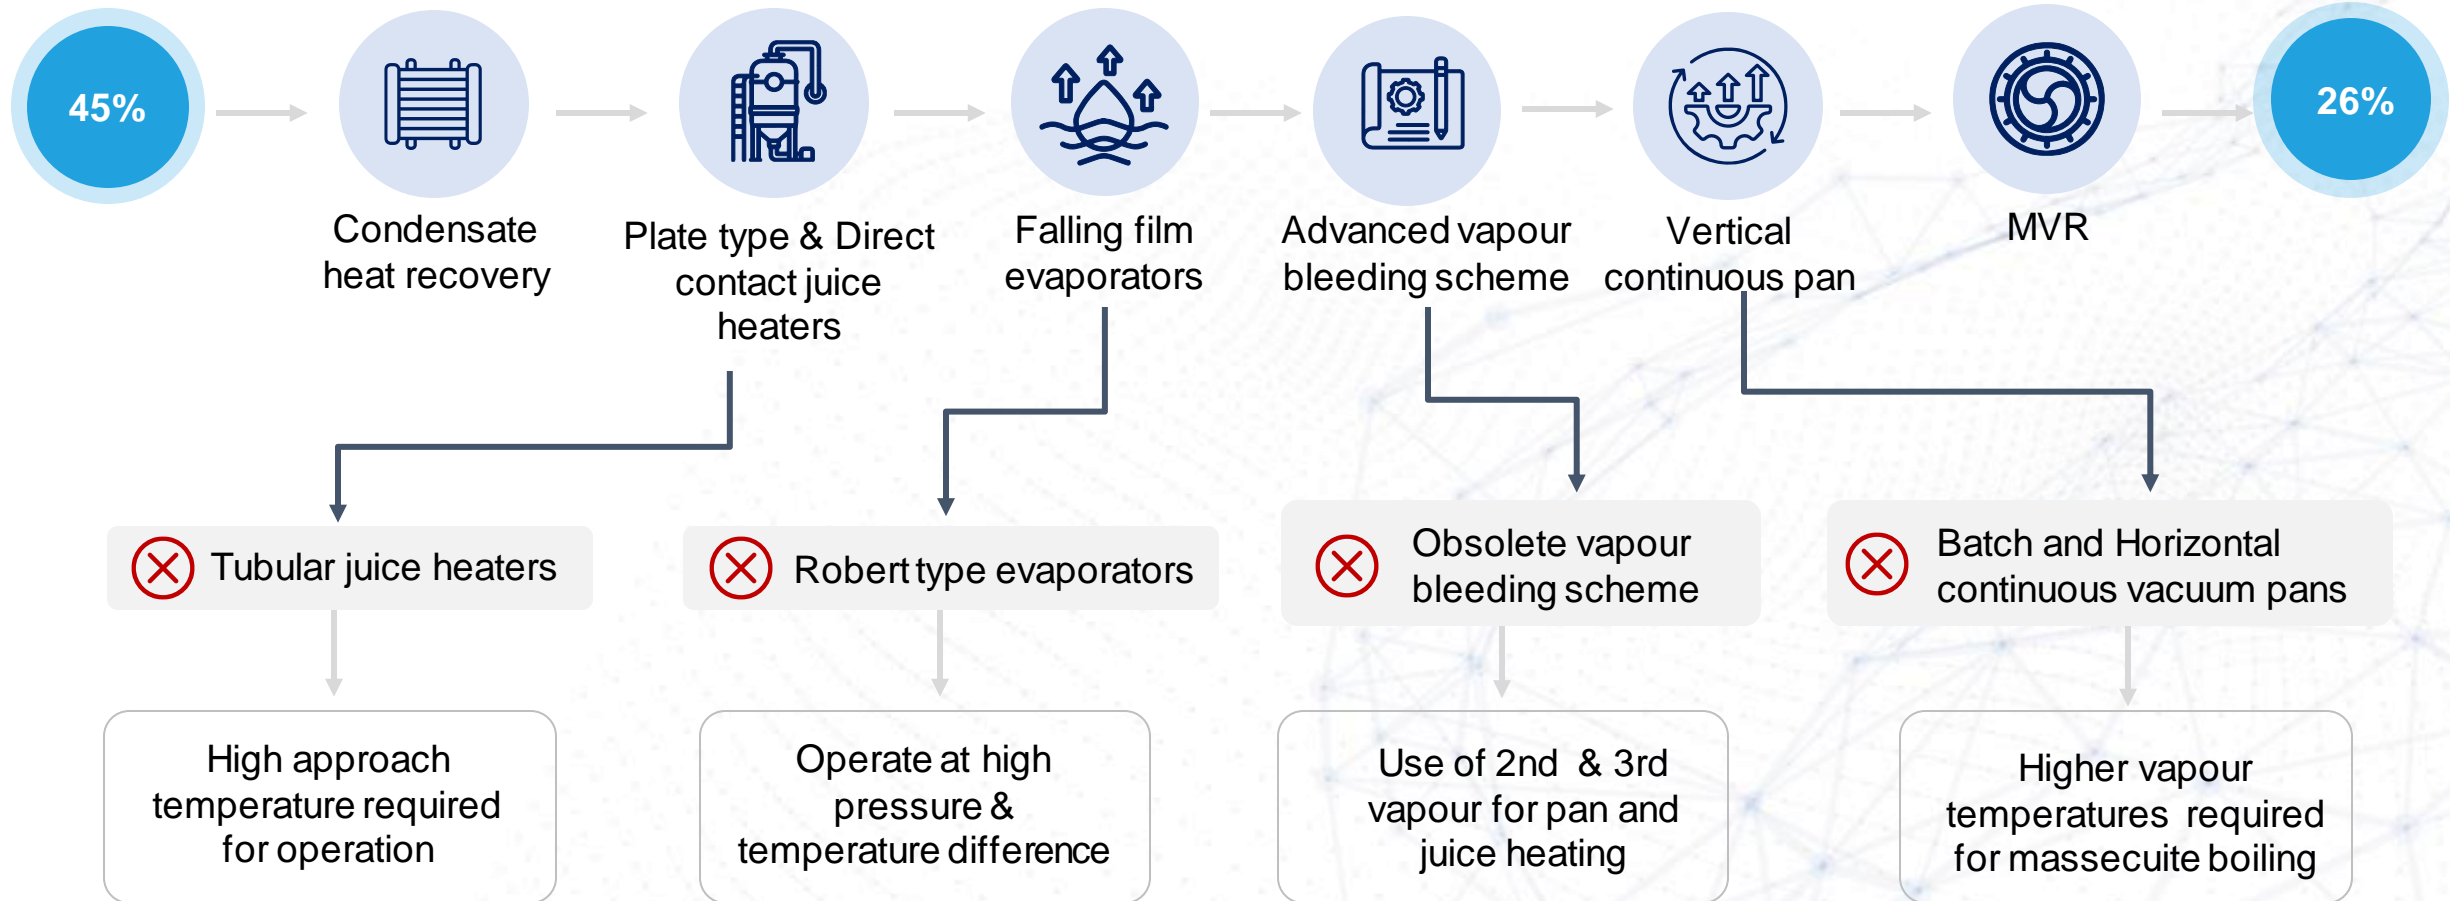 45%
26%
Condensate
heat recovery
Plate type & Direct
contact juice
heaters
Falling film
evaporators
Advanced vapour
bleeding scheme
Vertical
continuous pan
MVR
Tubular juice heaters
Robert type evaporators
Obsolete vapour
bleeding scheme
Batch and Horizontal
continuous vacuum pans
High approach
temperature required
for operation
Operate at high
pressure &
temperature difference
Use of 2nd & 3rd
vapour for pan and
juice heating
Higher vapour
temperatures required
for massecuite boiling